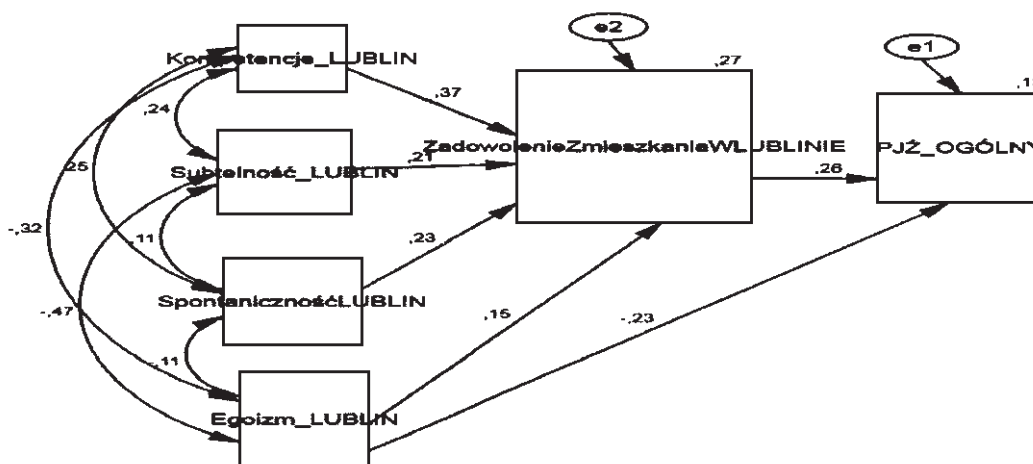 e2
e1
Kompetencje_LUBLIN
,27
,37
ZadowolenieZmieszkaniaWLUBLINIE
PJŻ_OGÓLNY
,24
,21
Subtelność_LUBLIN
,26
,25
-,32
,11
,23
SpontanicznośćLUBLIN
-,47
,15
-,23
-,11
Egoizm_LUBLIN